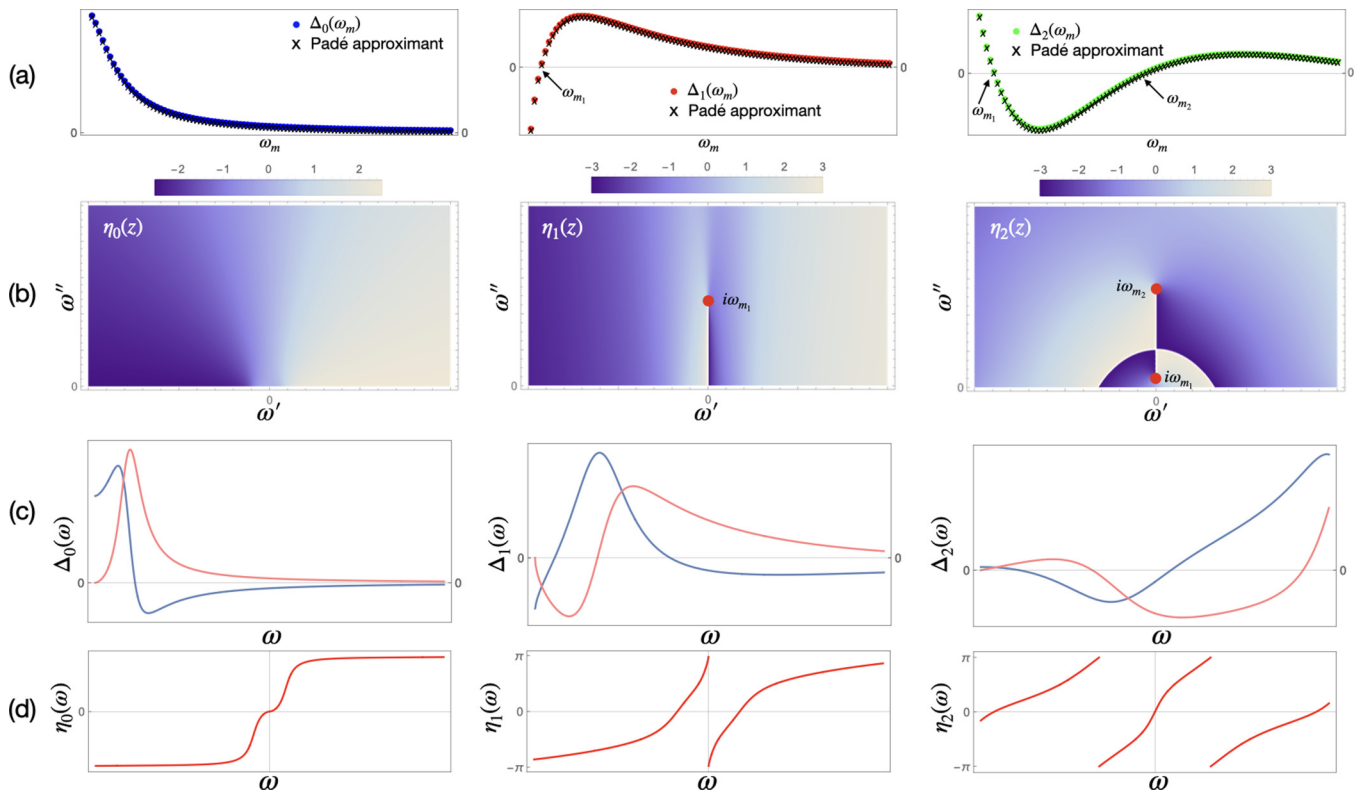 (a)
Δ₀(ωₘ)
Padé approximant
0
0
ωₘ
0
ωₘ₁
Δ₁(ωₘ)
Padé approximant
0
ωₘ
0
ωₘ₁
Δ₂(ωₘ)
Padé approximant
ωₘ₂
0
ωₘ
(b)
−2 −1 0 1 2
η₀(z)
ω″
0
0
ω′
−3 −2 −1 0 1 2 3
η₁(z)
iωₘ₁
ω″
0
0
ω′
−3 −2 −1 0 1 2 3
η₂(z)
iωₘ₂
iωₘ₁
ω″
0
0
ω′
(c)
Δ₀(ω)
0
0
ω
Δ₁(ω)
0
0
ω
Δ₂(ω)
0
0
ω
(d)
η₀(ω)
0
ω
η₁(ω)
π
0
−π
ω
η₂(ω)
π
0
−π
ω